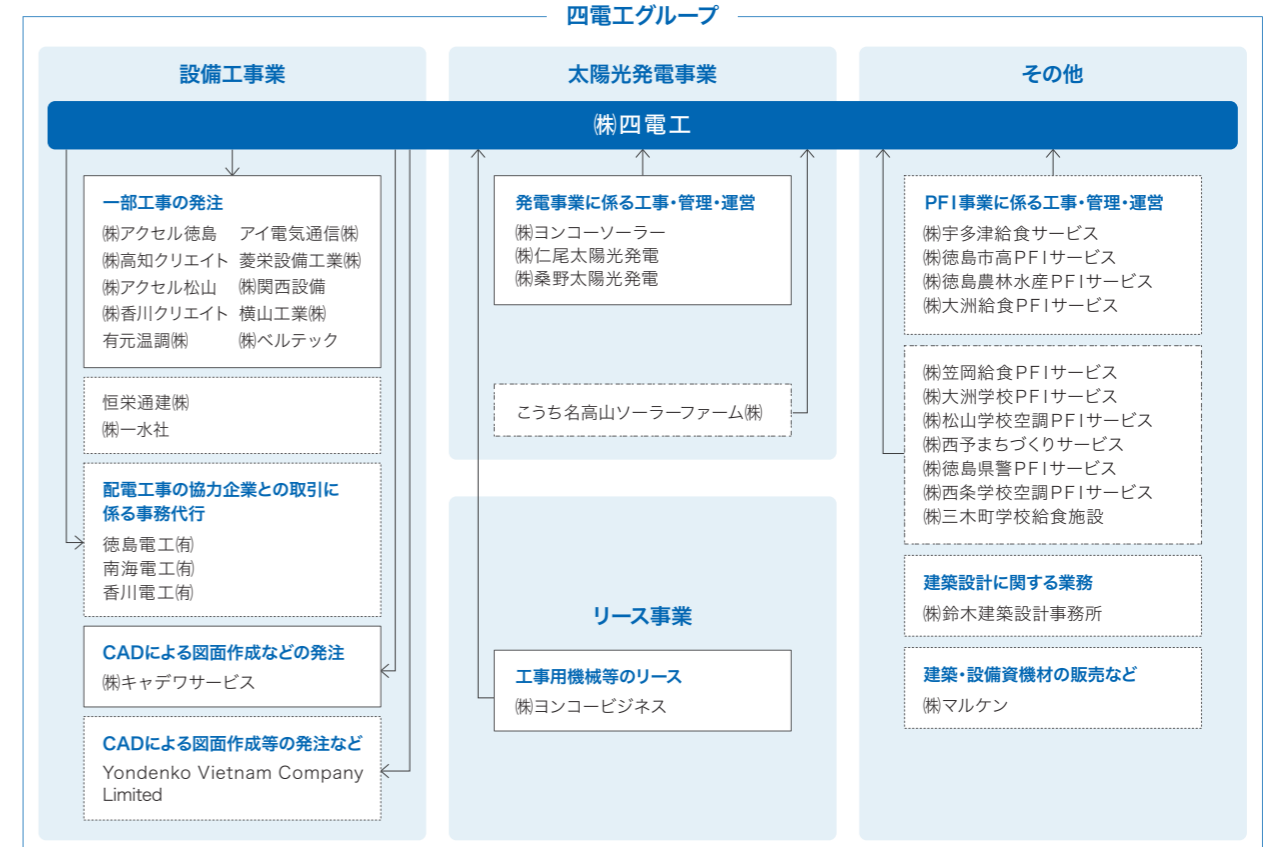 四電工グループ
設備工事業
太陽光発電事業
その他
㈱四電工
一部工事の発注
㈱アクセル徳島 アイ電気通信㈱
㈱高知クリエイト 菱栄設備工業㈱
㈱アクセル松山 ㈱関西設備
㈱香川クリエイト 横山工業㈱
有元温調㈱ ㈱ベルテック
恒栄通建㈱
㈱一水社
配電工事の協力企業との取引に
係る事務代行
徳島電工㈲
南海電工㈲
香川電工㈲
CADによる図面作成などの発注
㈱キャデワサービス
CADによる図面作成等の発注など
Yondenko Vietnam Company
Limited
発電事業に係る工事・管理・運営
㈱ヨンコーソーラー
㈱仁尾太陽光発電
㈱桑野太陽光発電
こうち名高山ソーラーファーム㈱
リース事業
工事用機械等のリース
㈱ヨンコービジネス
PFI事業に係る工事・管理・運営
㈱宇多津給食サービス
㈱徳島市高PFIサービス
㈱徳島農林水産PFIサービス
㈱大洲給食PFIサービス
㈱笠岡給食PFIサービス
㈱大洲学校PFIサービス
㈱松山学校空調PFIサービス
㈱西予まちづくりサービス
㈱徳島県警PFIサービス
㈱西条学校空調PFIサービス
㈱三木町学校給食施設
建築設計に関する業務
㈱鈴木建築設計事務所
建築・設備資機材の販売など
㈱マルケン